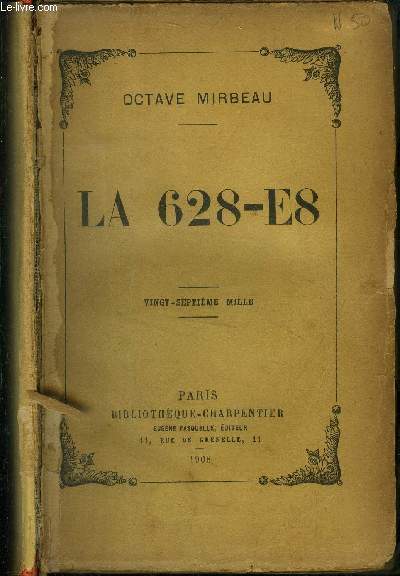 © Le-livre.com
N 50
OCTAVE MIRBEAU
LA 628-E8
VINGT-SEPTIÈME MILLE
PARIS
BIBLIOTHÈQUE-CHARPENTIER
EUGÈNE FASQUELLE, ÉDITEUR
11, RUE DE GRENELLE, 11
1908